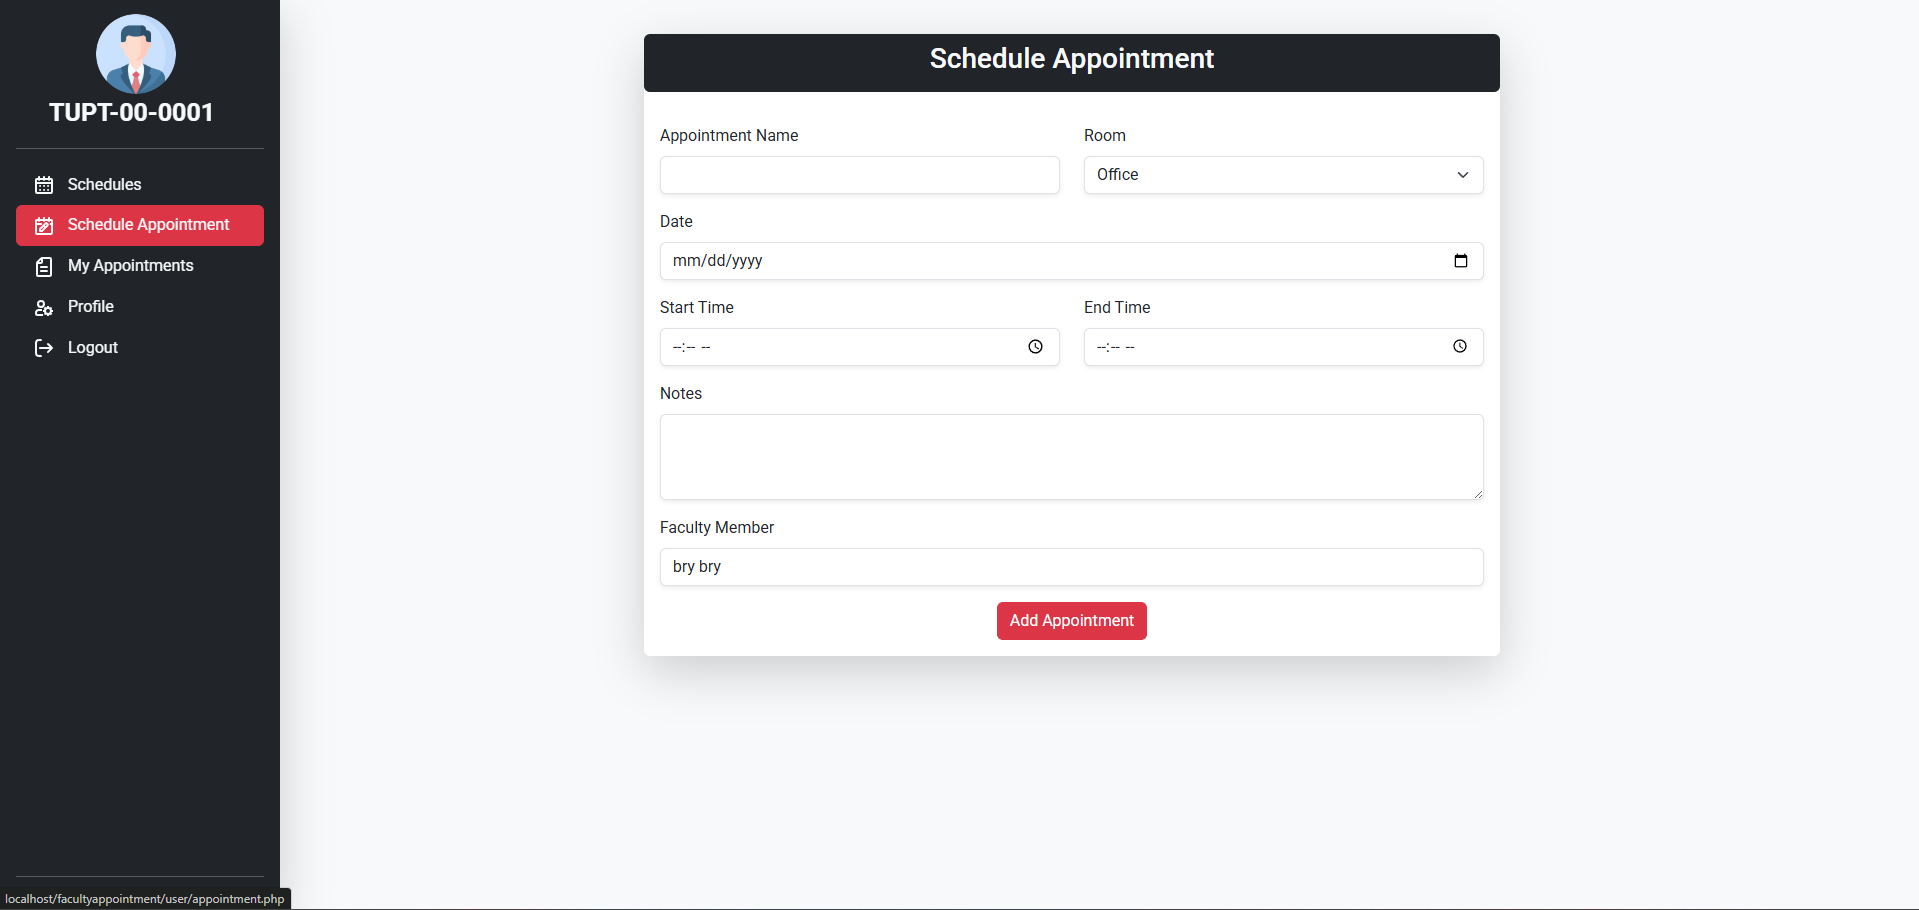 TUPT-00-0001
Schedules
Schedule Appointment
My Appointments
Profile
Logout
Schedule Appointment
Appointment Name
Room
Office
Date
mm/dd/yyyy
Start Time
End Time
--:-- --
--:-- --
Notes
Faculty Member
bry bry
Add Appointment
localhost/facultyappointment/user/appointment.php